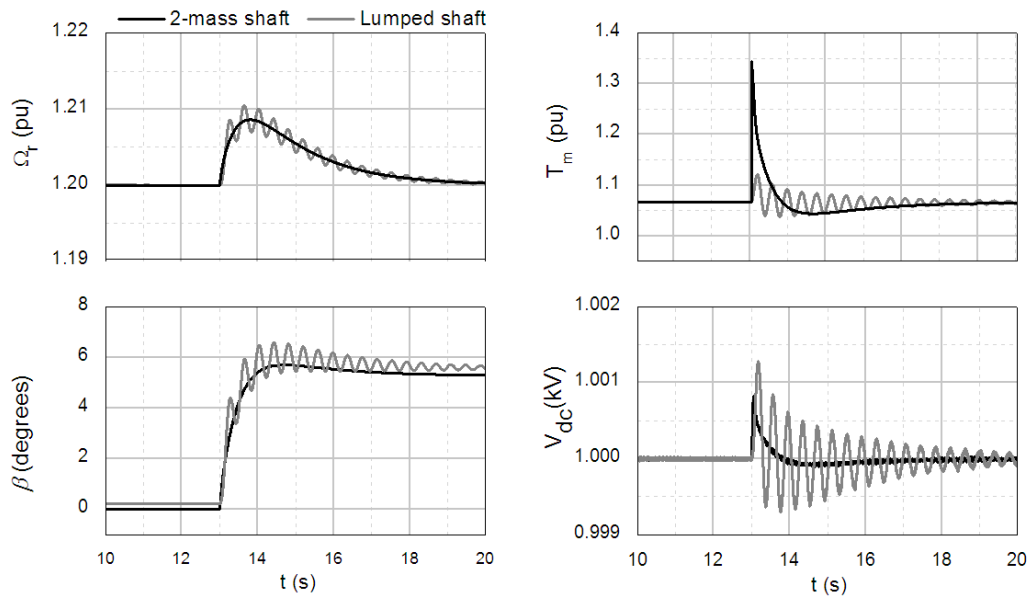 2-mass shaft Lumped shaft
1.22
1.21
1.20
1.19
Ωr (pu)
1.4
1.3
1.2
1.1
1.0
Tm (pu)
8
6
4
2
0
β (degrees)
10 12 14 16 18 20
t (s)
1.002
1.001
1.000
0.999
Vdc(kV)
10 12 14 16 18 20
t (s)